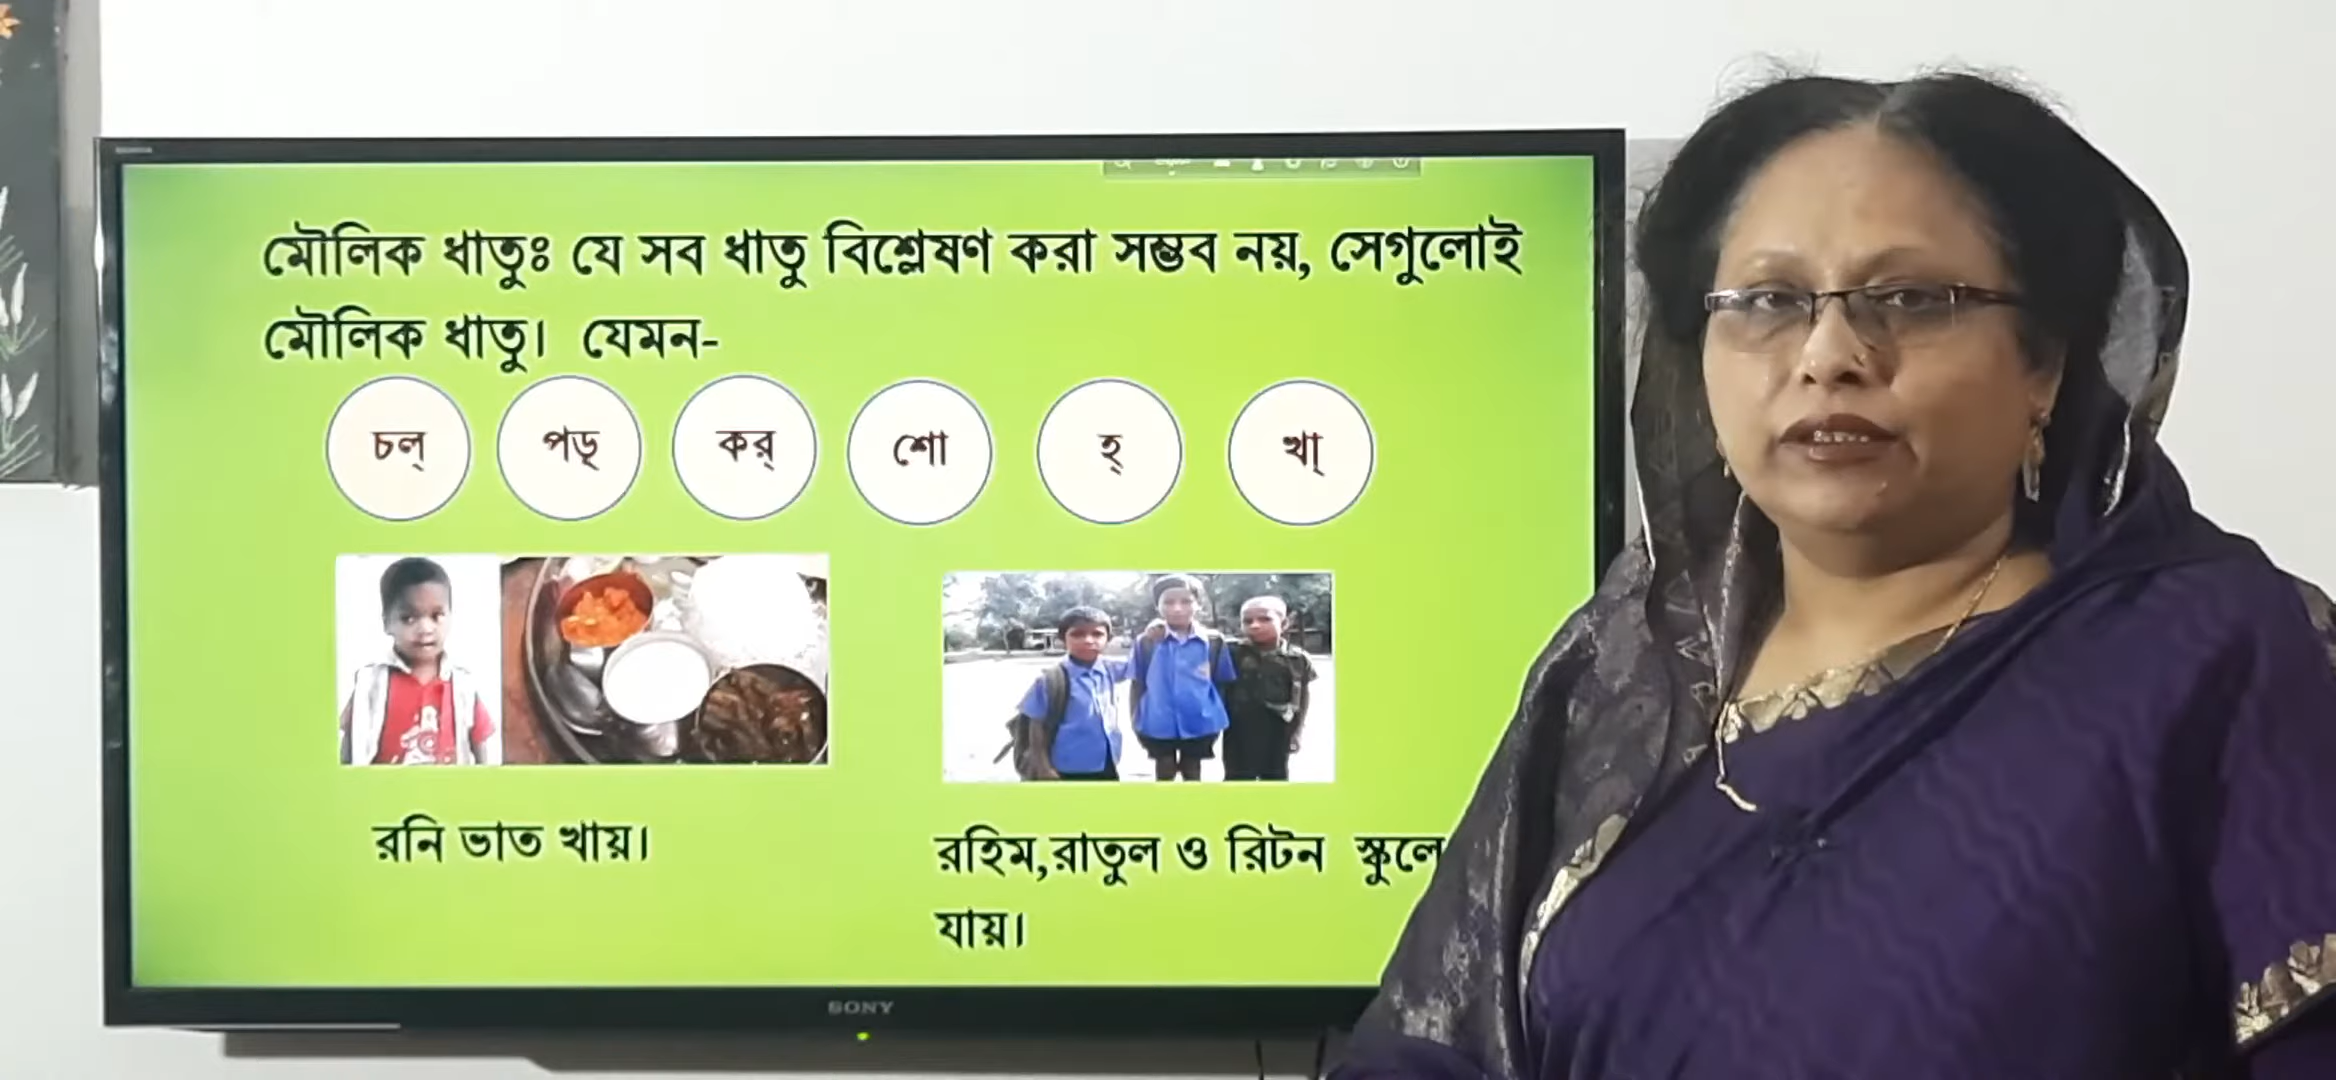 মৌলিক ধাতুঃ যে সব ধাতু বিশ্লেষণ করা সম্ভব নয়, সেগুলোই
মৌলিক ধাতু। যেমন-
চল্ পড়্ কর্ শো হ্ খা্
রনি ভাত খায়।
রহিম,রাতুল ও রিটন স্কুলে
যায়।
SONY